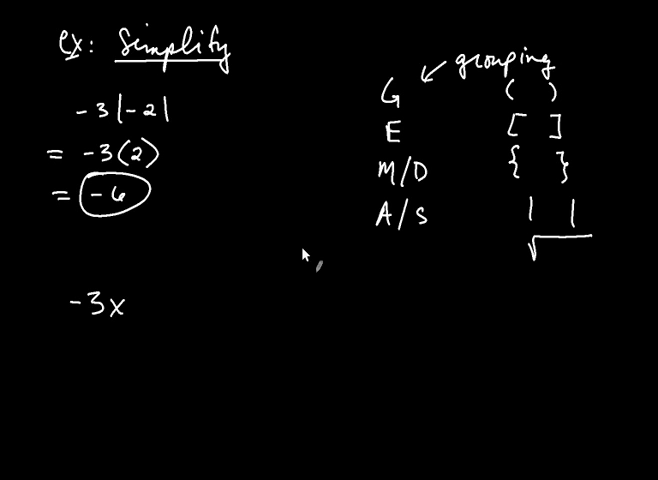 ex: Simplify
-3|-2|
= -3(2)
= -6
-3x
grouping
G ( )
E [ ]
M/D { }
A/S | |
√